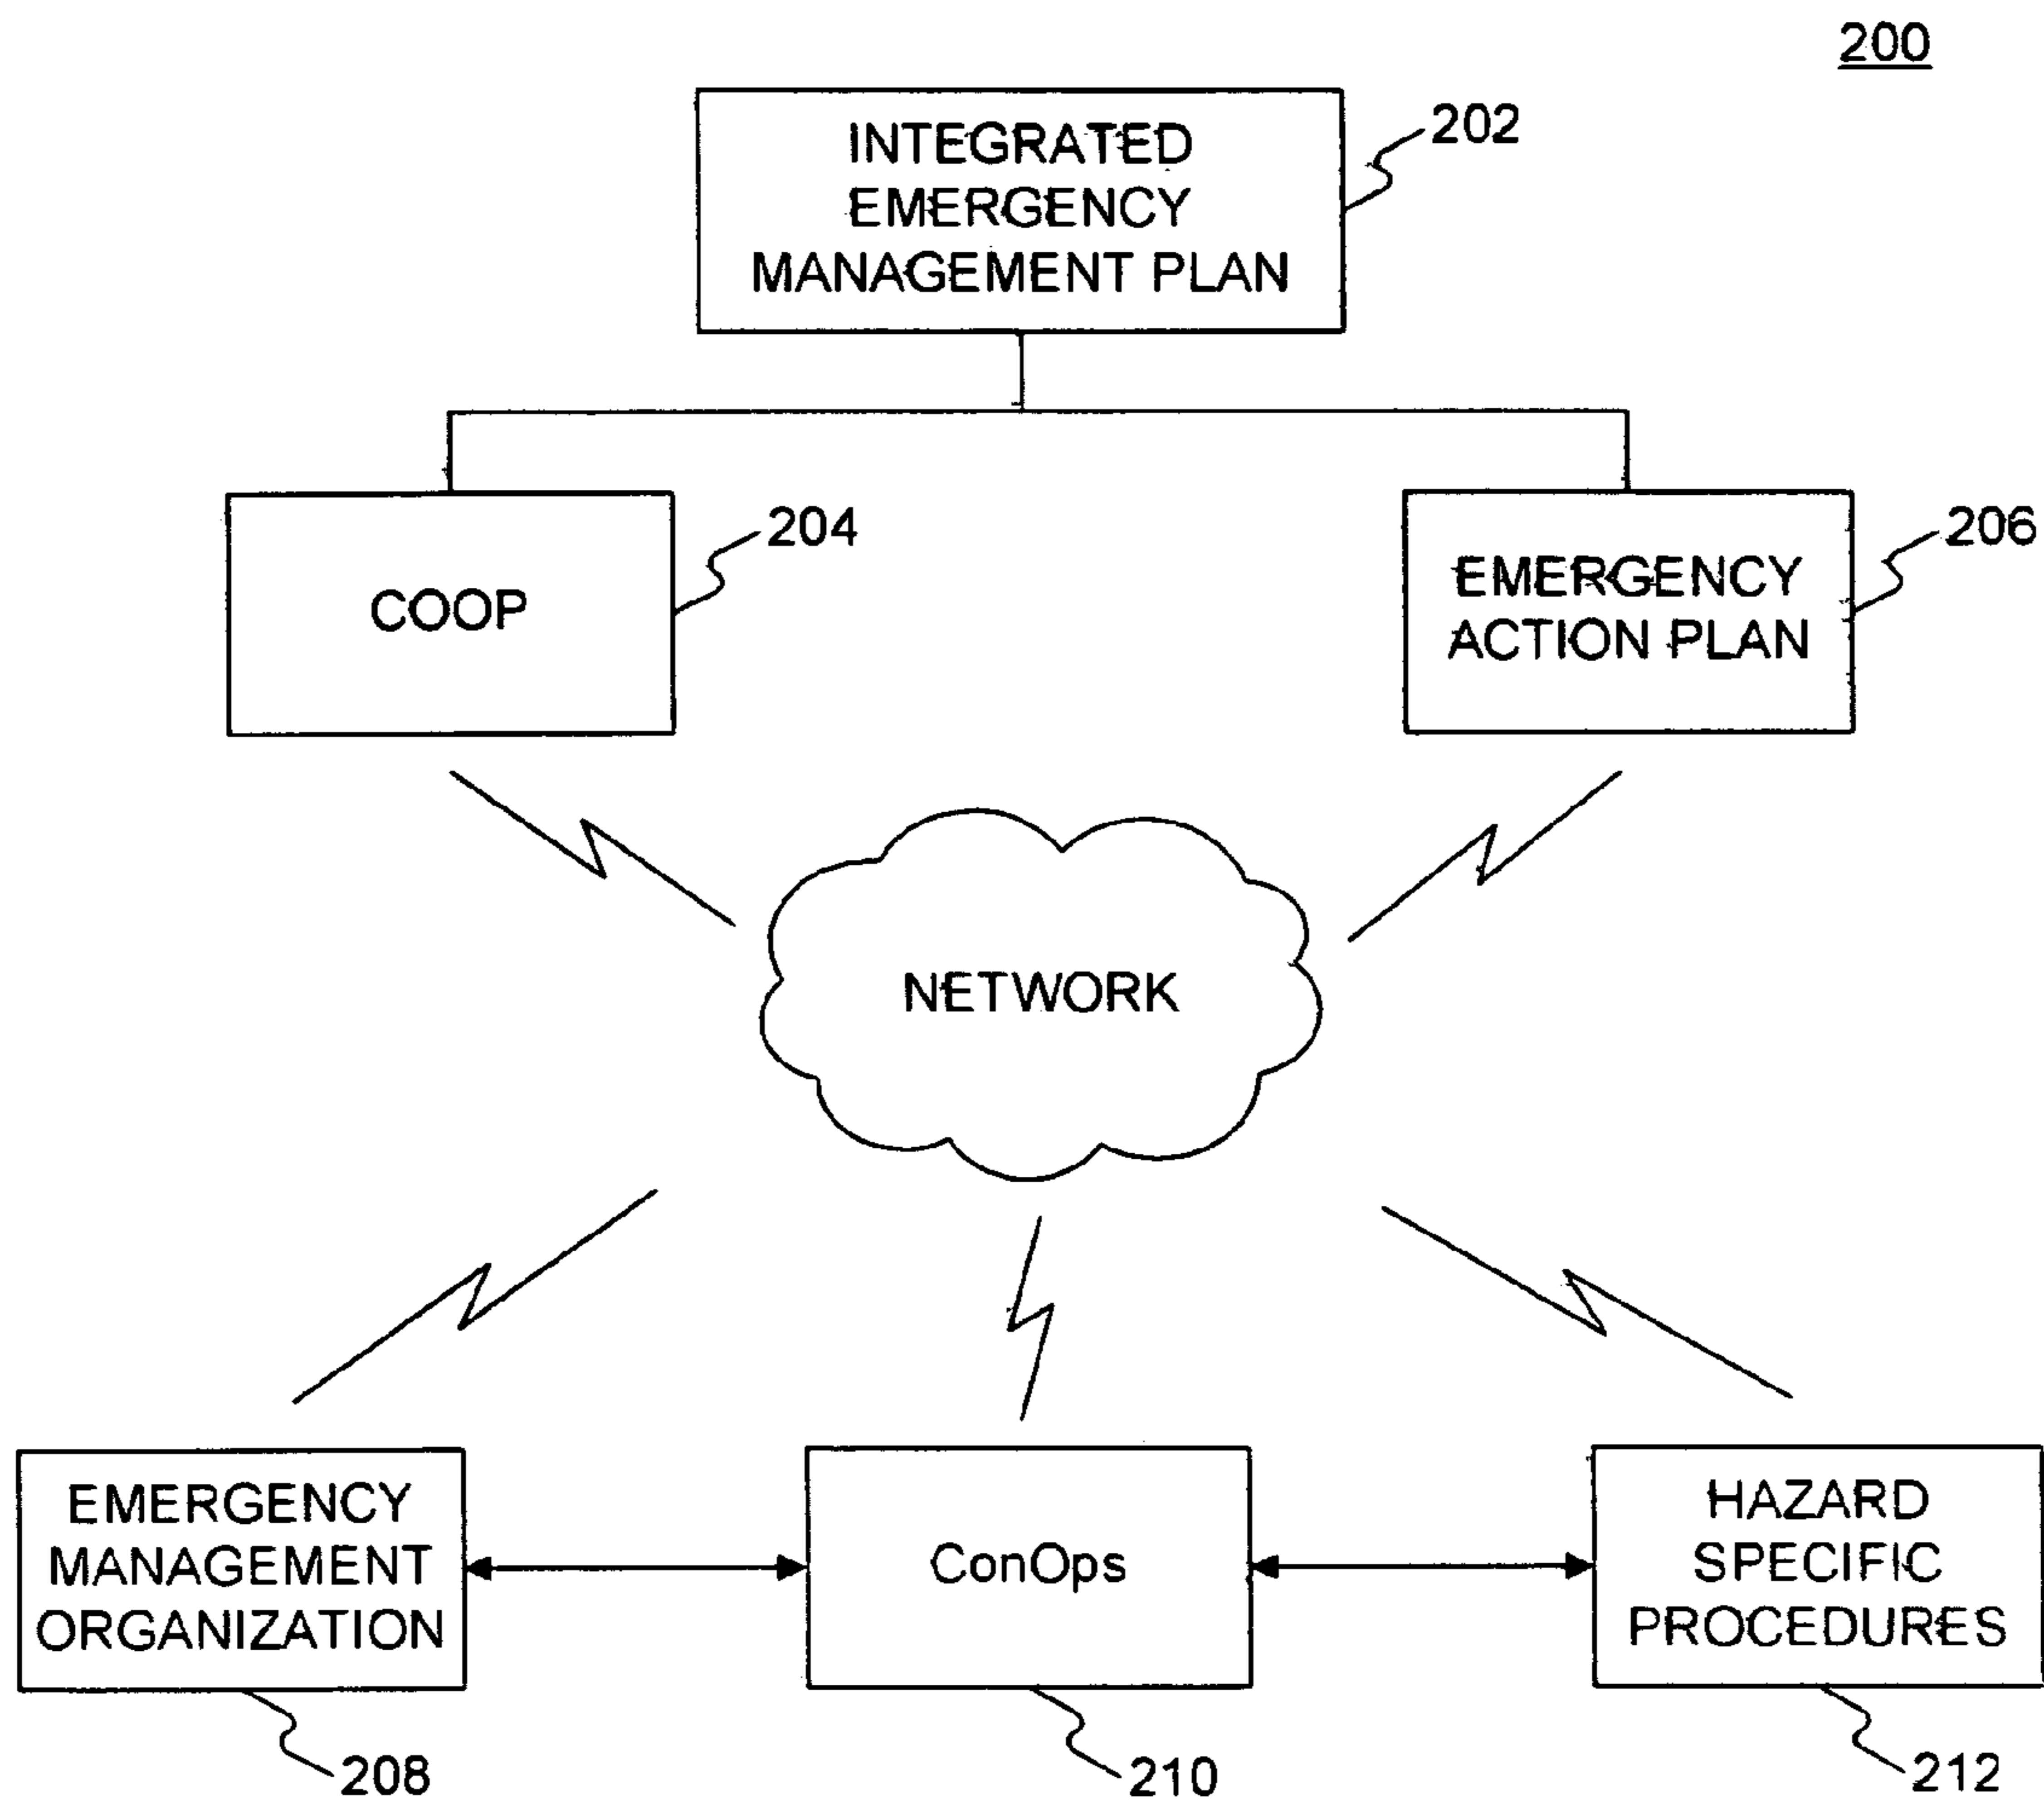 200
INTEGRATED
EMERGENCY
MANAGEMENT PLAN
202
COOP
204
EMERGENCY
ACTION PLAN
206
NETWORK
EMERGENCY
MANAGEMENT
ORGANIZATION
208
ConOps
210
HAZARD
SPECIFIC
PROCEDURES
212